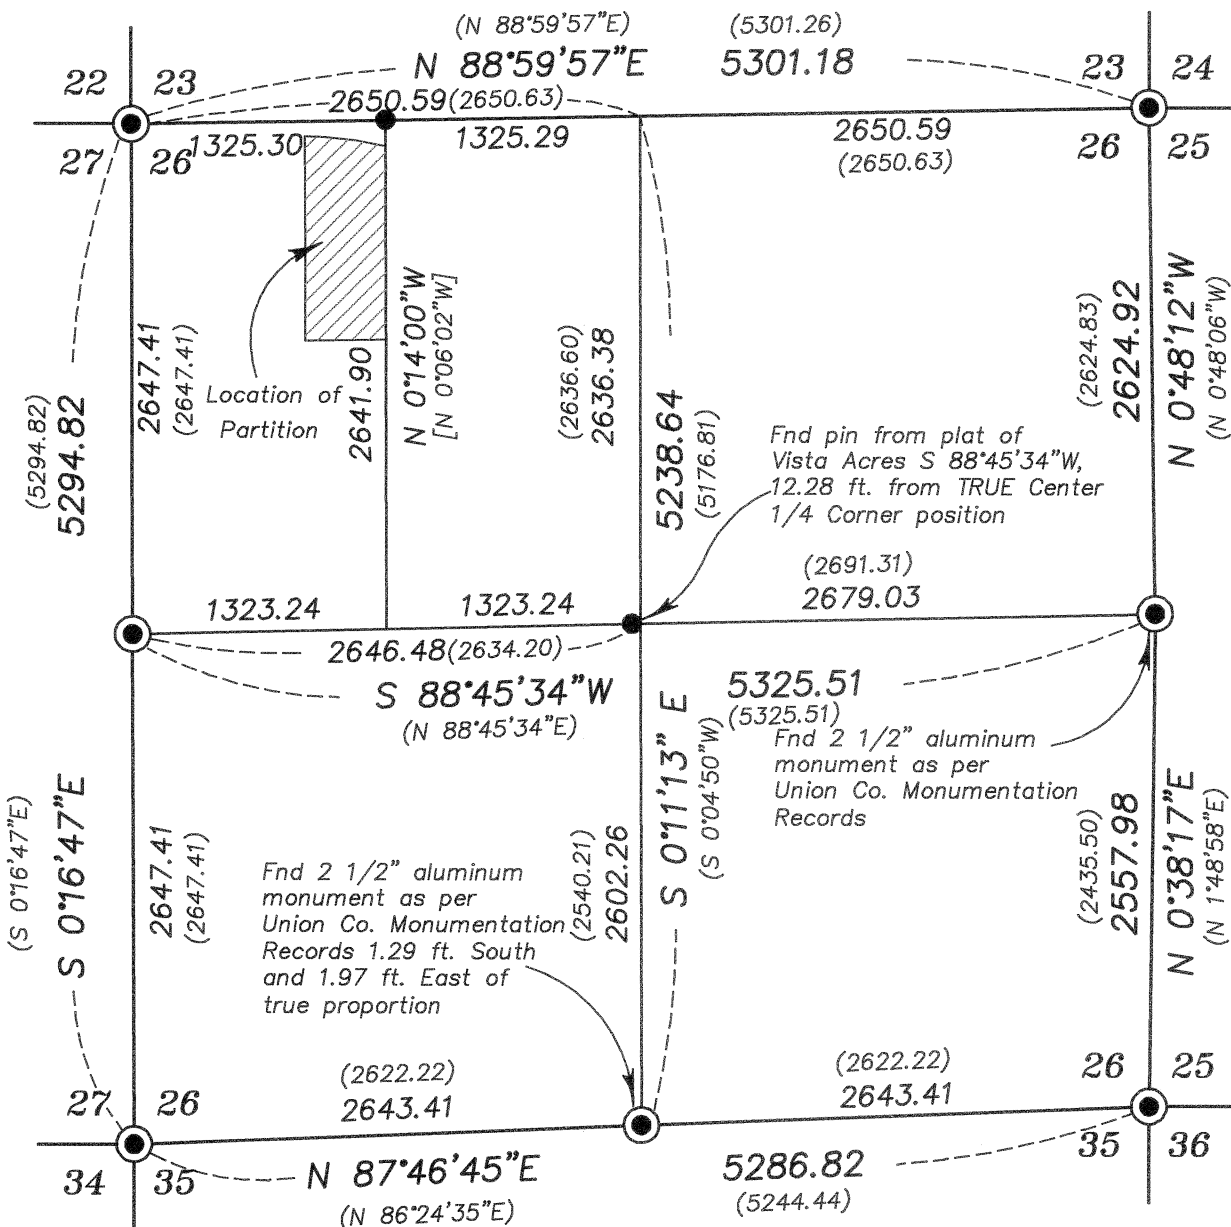 (N 88°59'57"E) (5301.26)
N 88°59'57"E 5301.18
22 23
23 24
2650.59(2650.63)
27 26
1325.30
1325.29
2650.59
(2650.63)
26 25
N 0°14'00"W
[N 0°06'02"W]
2641.90
2647.41
(2647.41)
(5294.82)
5294.82
Location of
Partition
(2636.60)
2636.38
5238.64
(5176.81)
(2624.83)
2624.92
N 0°48'12"W
(N 0°48'06"W)
Fnd pin from plat of
Vista Acres S 88°45'34"W,
12.28 ft. from TRUE Center
1/4 Corner position
(2691.31)
2679.03
1323.24
1323.24
2646.48(2634.20)
S 88°45'34"W
(N 88°45'34"E)
5325.51
(5325.51)
Fnd 2 1/2" aluminum
monument as per
Union Co. Monumentation
Records
S 0°11'13" E
(S 0°04'50"W)
(S 0°16'47"E)
S 0°16'47"E
2647.41
(2647.41)
Fnd 2 1/2" aluminum
monument as per
Union Co. Monumentation
Records 1.29 ft. South
and 1.97 ft. East of
true proportion
(2540.21)
2602.26
(2435.50)
2557.98
N 0°38'17"E
(N 1°48'58"E)
(2622.22)
2643.41
(2622.22)
2643.41
27 26
26 25
34 35
35 36
N 87°46'45"E
(N 86°24'35"E)
5286.82
(5244.44)